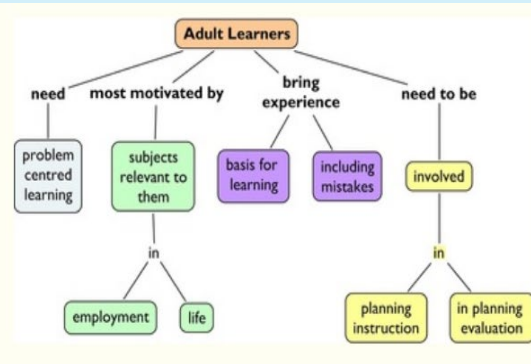 Adult Learners
need
most motivated by
bring
experience
need to be
problem
centred
learning
subjects
relevant to
them
basis for
learning
including
mistakes
involved
in
in
employment
life
planning
instruction
in planning
evaluation